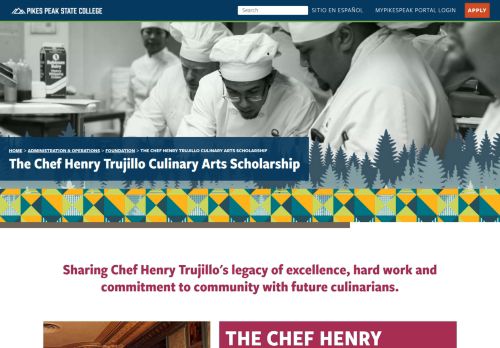 PIKES PEAK STATE COLLEGE
Search
SITIO EN ESPAÑOL
MYPIKESPEAK PORTAL LOGIN
APPLY
HOME > ADMINISTRATION & OPERATIONS > FOUNDATION > THE CHEF HENRY TRUJILLO CULINARY ARTS SCHOLARSHIP
The Chef Henry Trujillo Culinary Arts Scholarship
Sharing Chef Henry Trujillo's legacy of excellence, hard work and
commitment to community with future culinarians.
THE CHEF HENRY